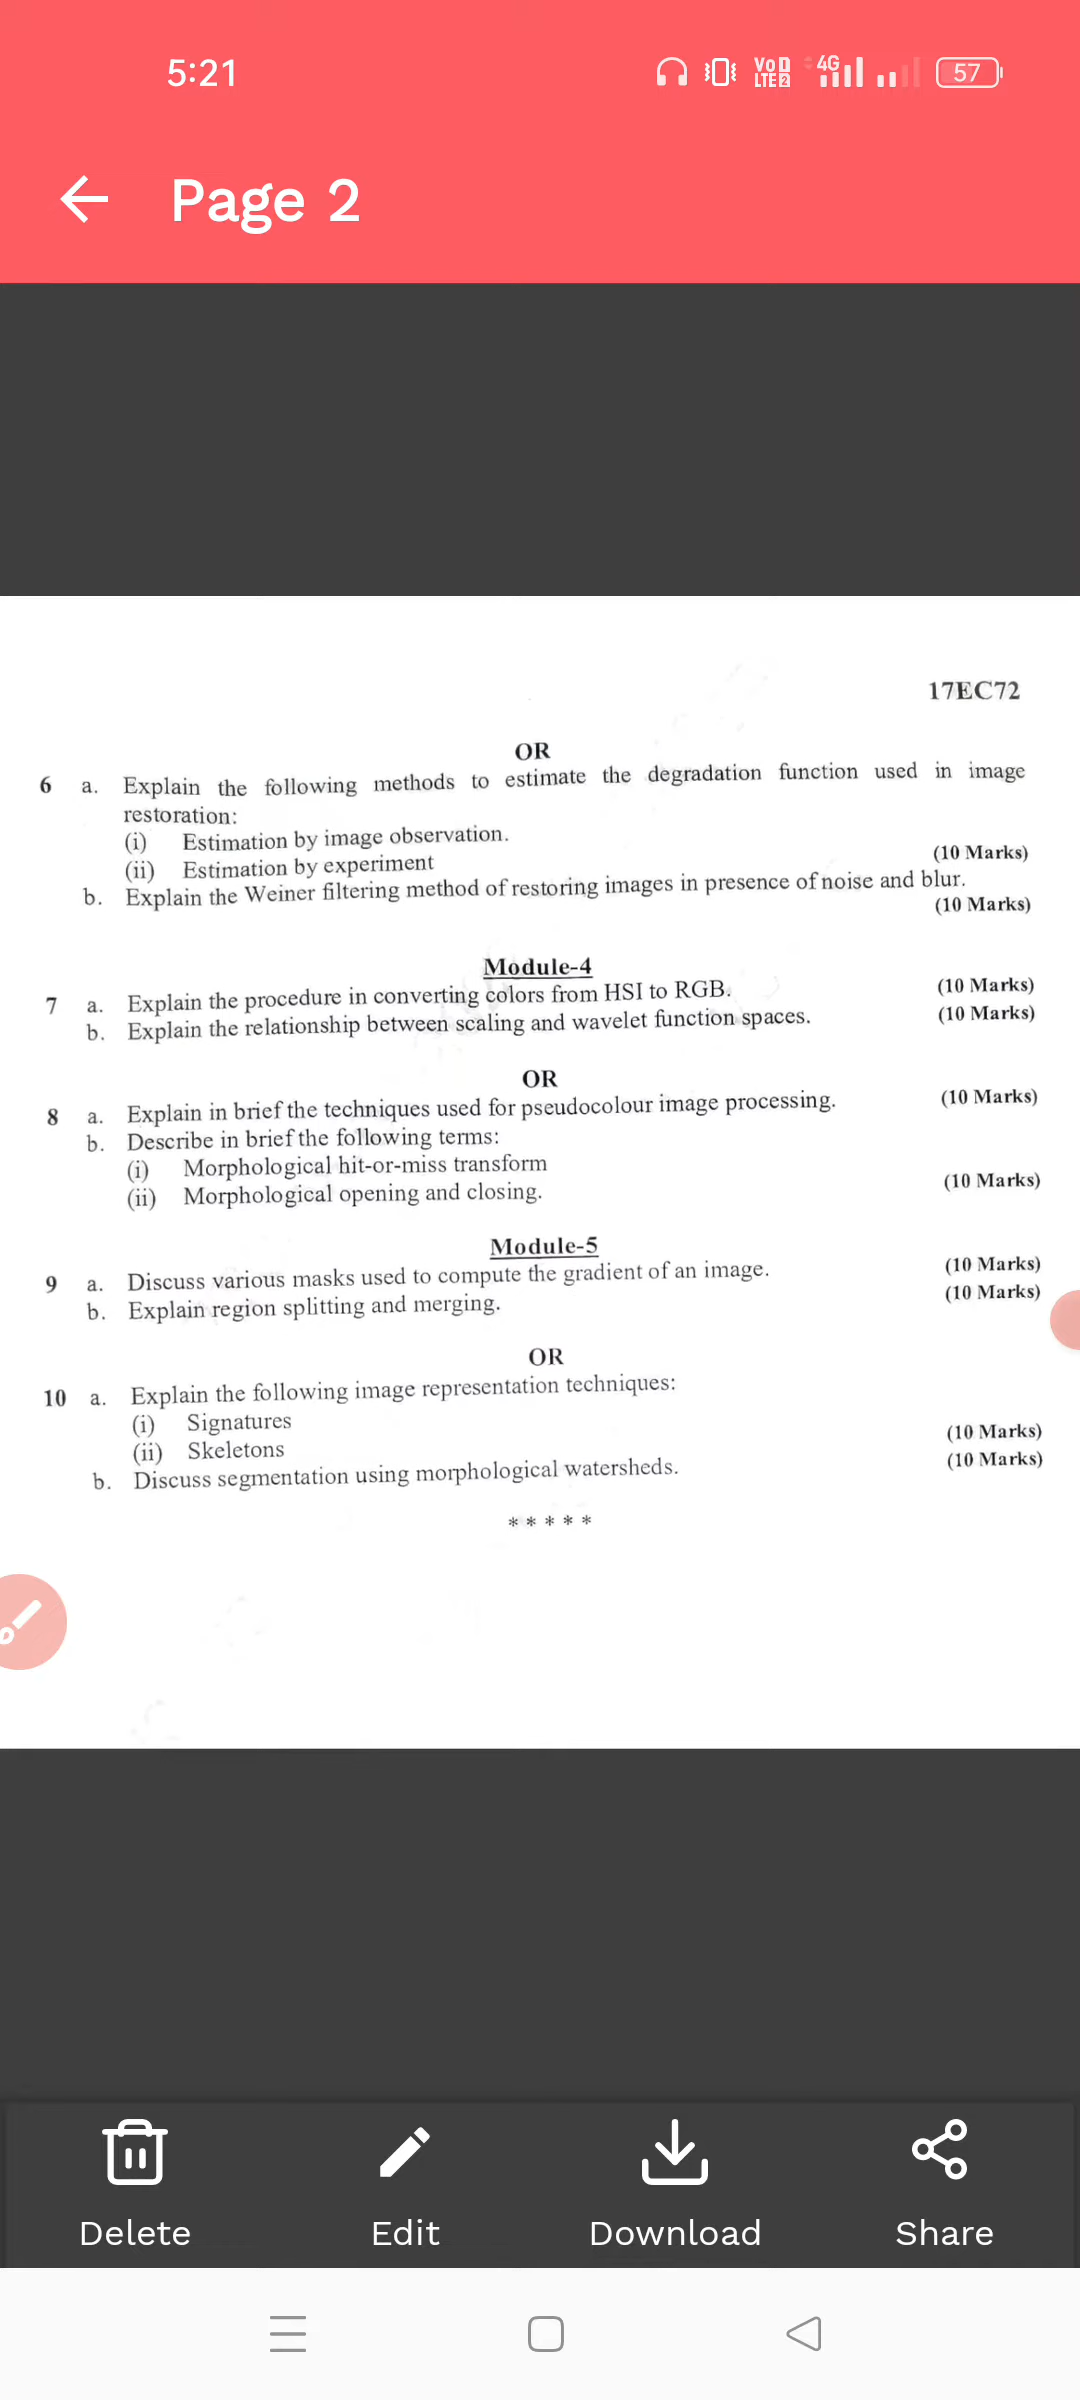 5:21
Vo 1
LTE 2
4G
57
Page 2
17EC72
OR
6 a. Explain the following methods to estimate the degradation function used in image
restoration:
(i) Estimation by image observation.
(ii) Estimation by experiment (10 Marks)
b. Explain the Weiner filtering method of restoring images in presence of noise and blur.
(10 Marks)
Module-4
7 a. Explain the procedure in converting colors from HSI to RGB. (10 Marks)
b. Explain the relationship between scaling and wavelet function spaces. (10 Marks)
OR
8 a. Explain in brief the techniques used for pseudocolour image processing. (10 Marks)
b. Describe in brief the following terms:
(i) Morphological hit-or-miss transform
(ii) Morphological opening and closing. (10 Marks)
Module-5
9 a. Discuss various masks used to compute the gradient of an image. (10 Marks)
b. Explain region splitting and merging. (10 Marks)
OR
10 a. Explain the following image representation techniques:
(i) Signatures
(ii) Skeletons (10 Marks)
b. Discuss segmentation using morphological watersheds. (10 Marks)
* * * * *
Delete Edit Download Share